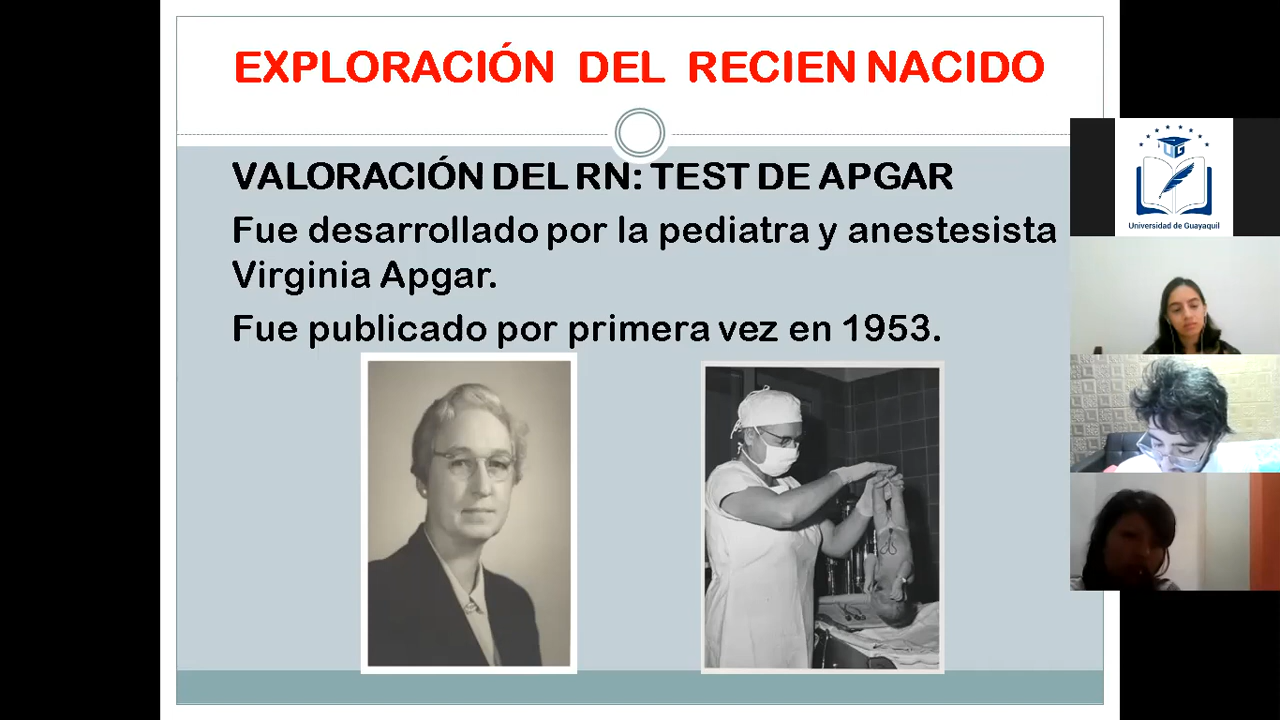 EXPLORACIÓN DEL RECIEN NACIDO
VALORACIÓN DEL RN: TEST DE APGAR
Fue desarrollado por la pediatra y anestesista
Virginia Apgar.
Fue publicado por primera vez en 1953.
UG
Universidad de Guayaquil